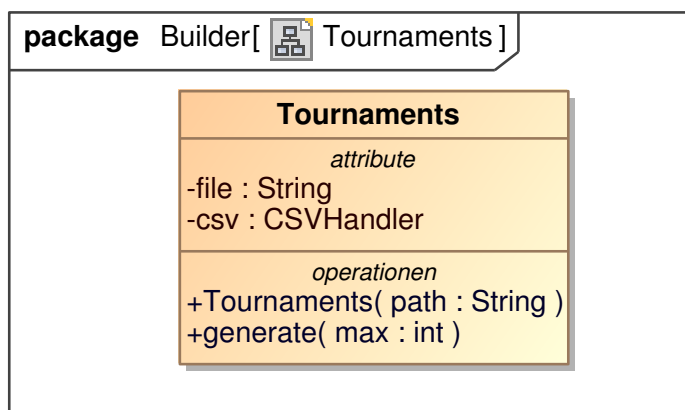 package Builder[ Tournaments ]
Tournaments
attribute
-file : String
-csv : CSVHandler
operationen
+Tournaments( path : String )
+generate( max : int )